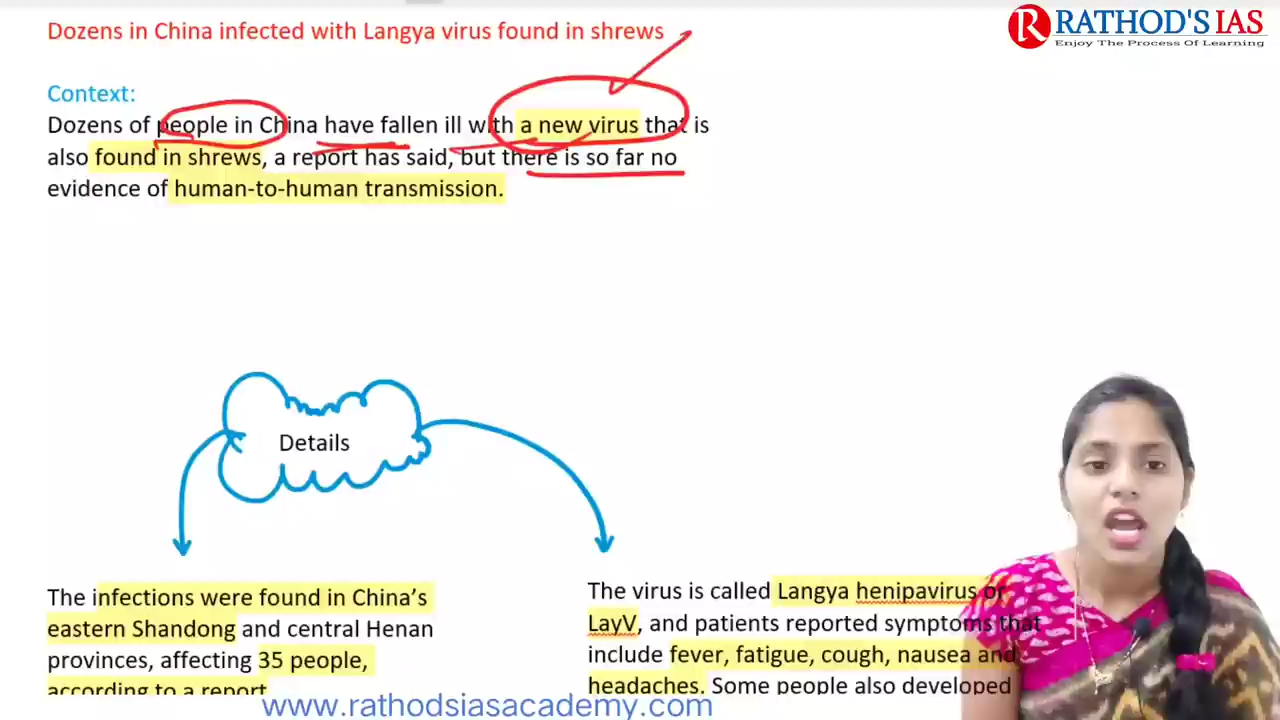 Dozens in China infected with Langya virus found in shrews
R RATHOD'S IAS
Enjoy The Process Of Learning
Context:
Dozens of people in China have fallen ill with a new virus that is
also found in shrews, a report has said, but there is so far no
evidence of human-to-human transmission.
Details
The infections were found in China's
eastern Shandong and central Henan
provinces, affecting 35 people,
according to a report
The virus is called Langya henipavirus or
LayV, and patients reported symptoms that
include fever, fatigue, cough, nausea and
headaches. Some people also developed
www.rathodsiasacademy.com